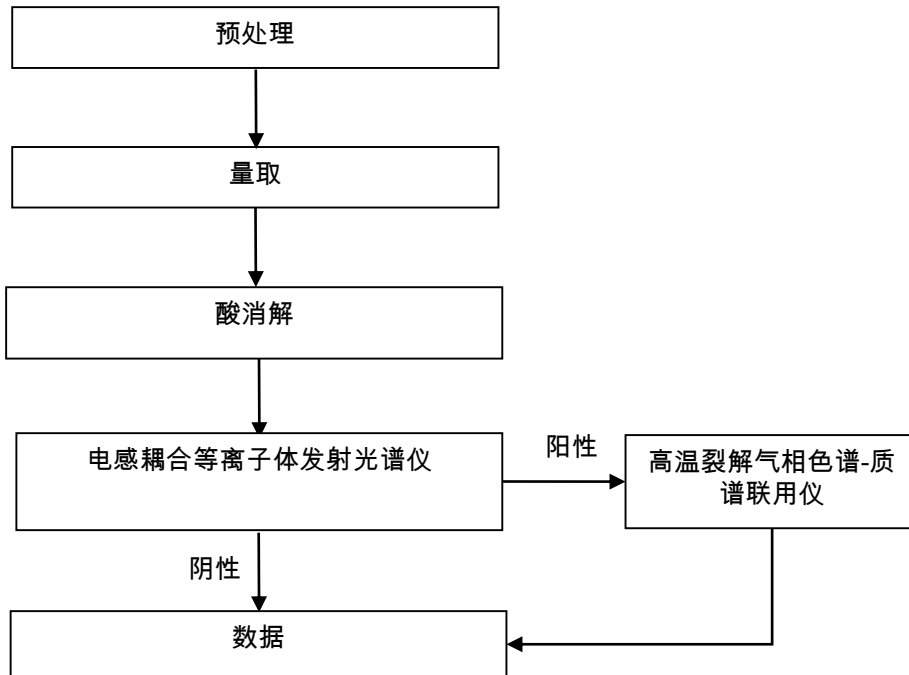 预处理
量取
酸消解
电感耦合等离子体发射光谱仪
阳性
高温裂解气相色谱-质
谱联用仪
阴性
数据